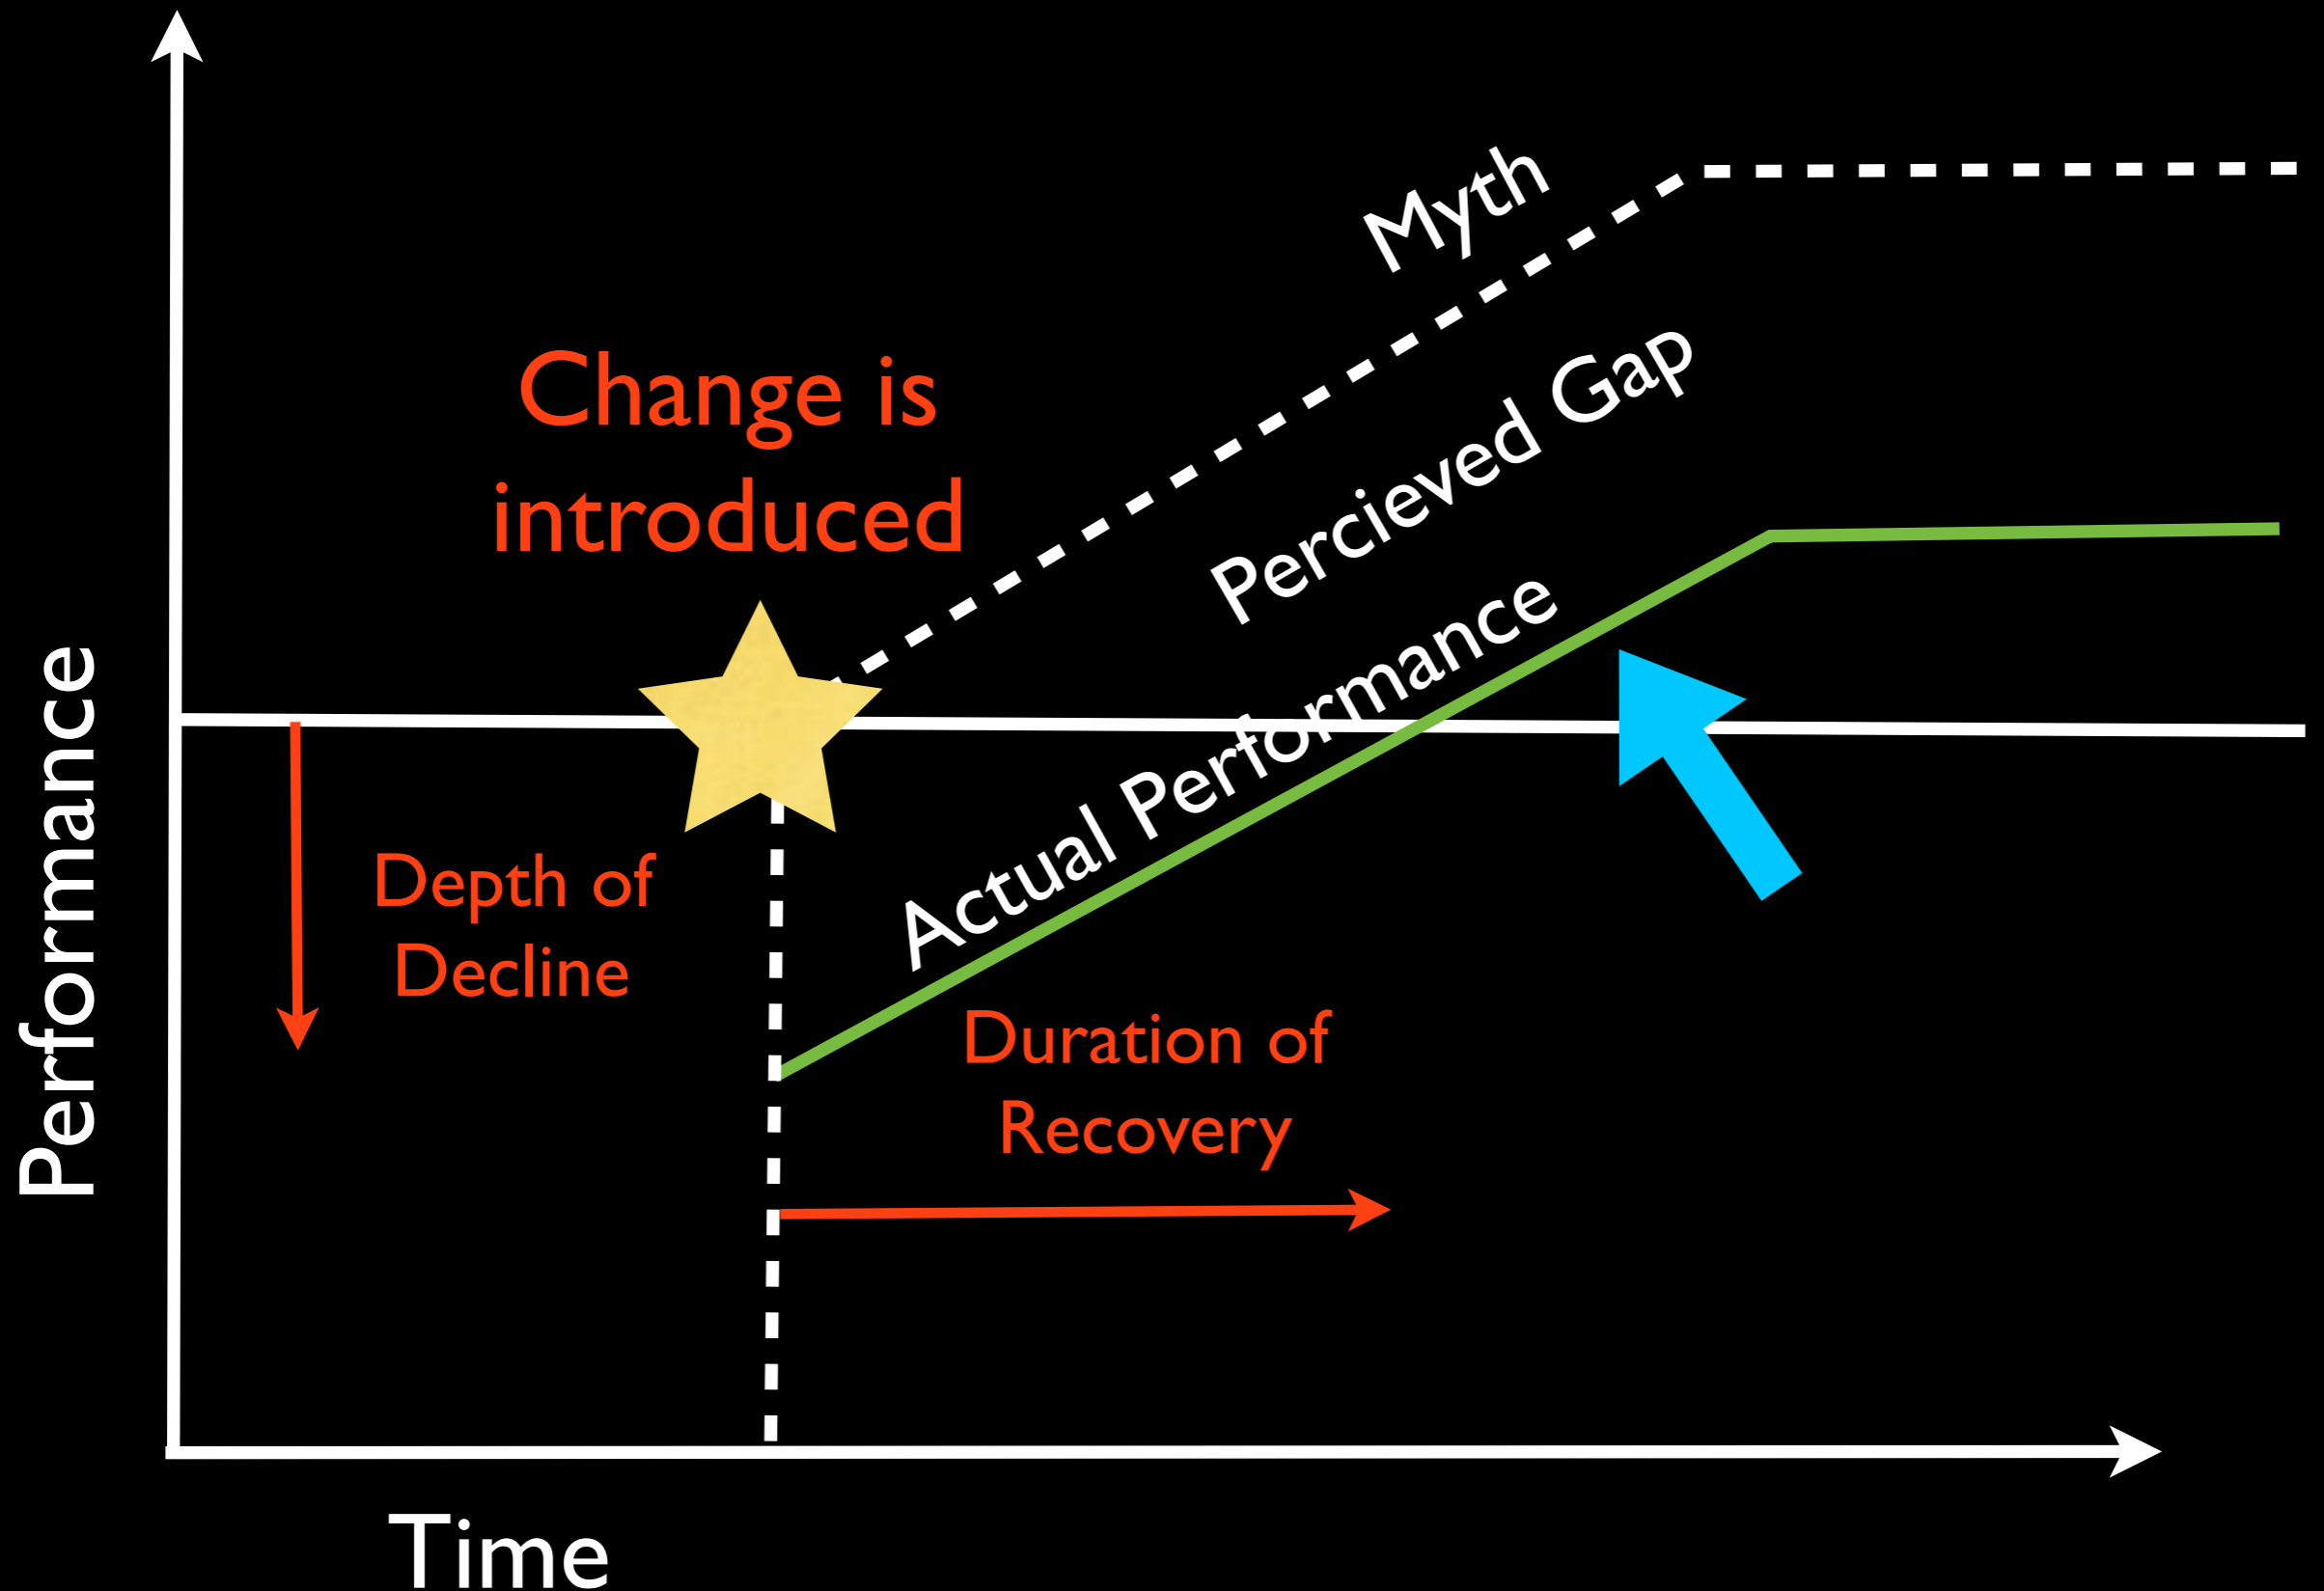 Myth
Change is
introduced
Percieved Gap
Actual Performance
Performance
Depth of
Decline
Duration of
Recovery
Time